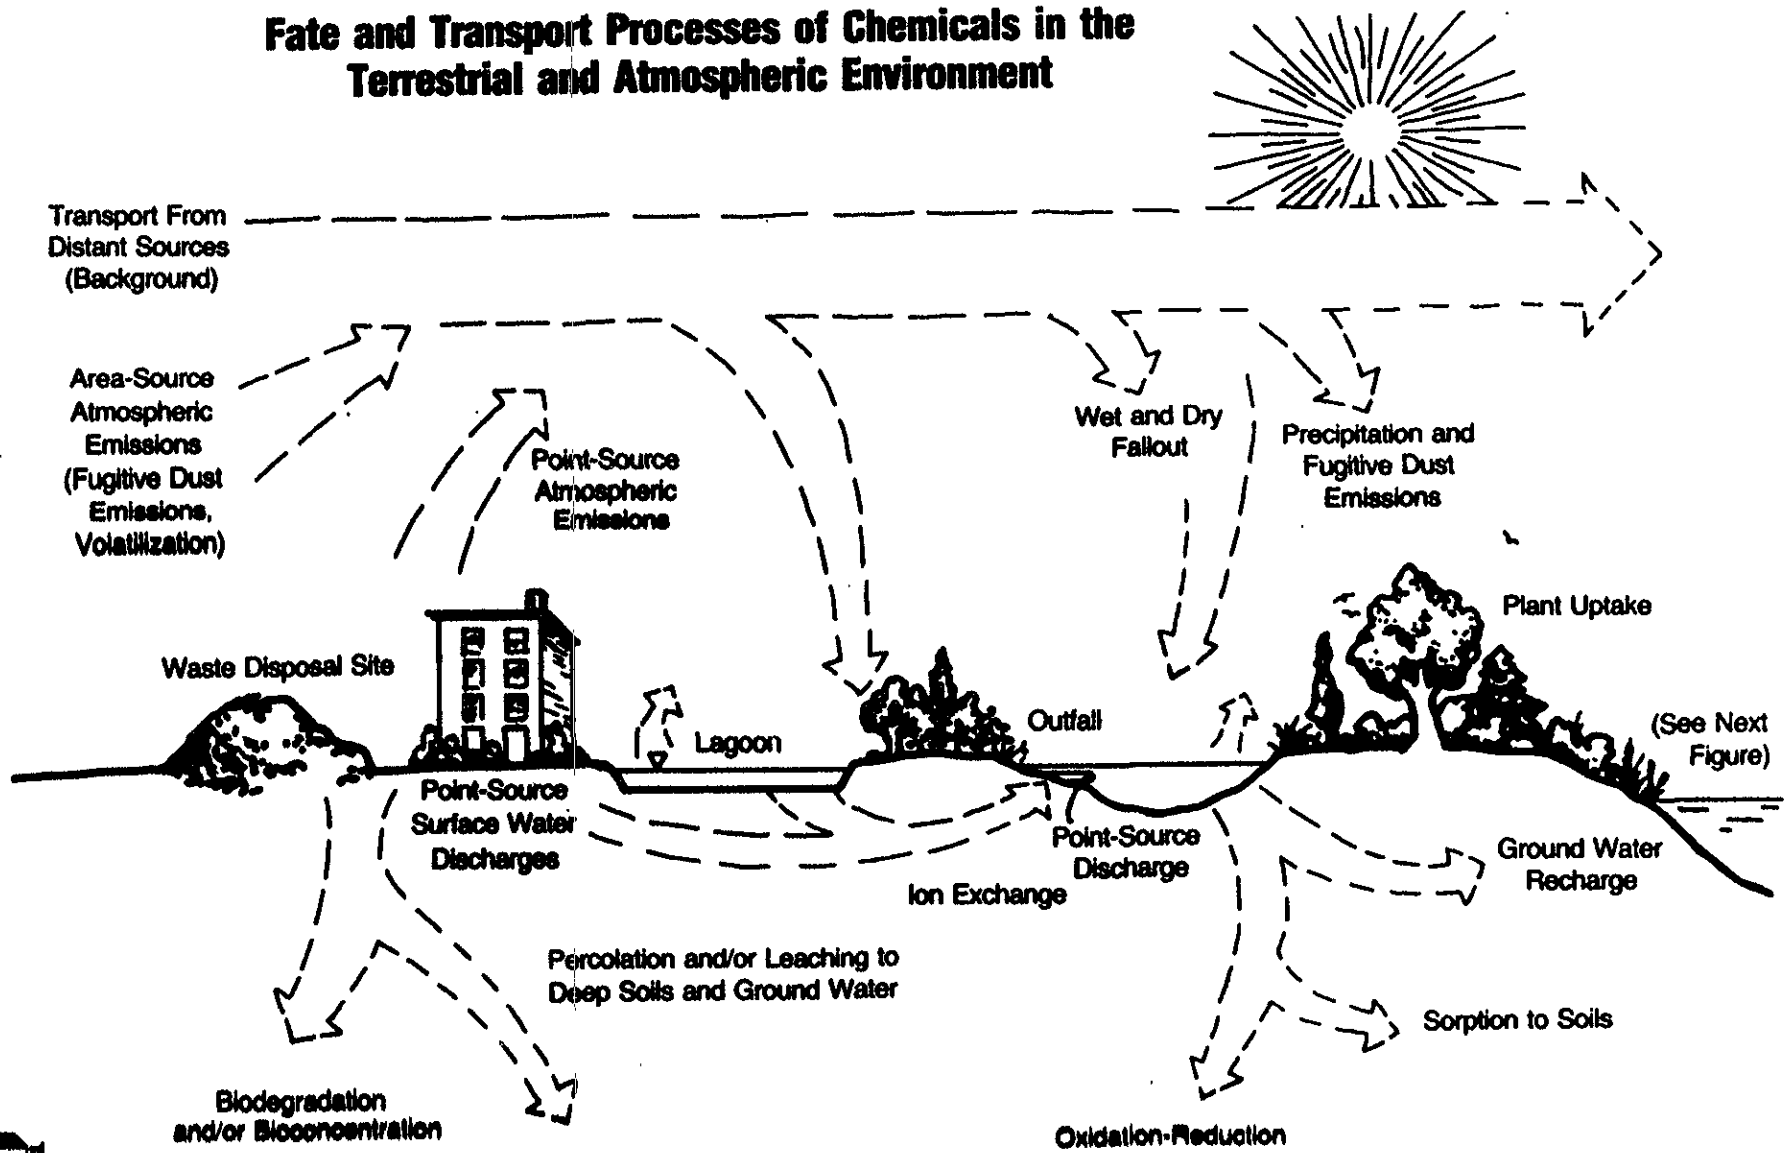 Fate and Transport Processes of Chemicals in the
Terrestrial and Atmospheric Environment
Transport From
Distant Sources
(Background)
Area-Source
Atmospheric
Emissions
(Fugitive Dust
Emissions,
Volatilization)
Point-Source
Atmospheric
Emissions
Wet and Dry
Fallout
Precipitation and
Fugitive Dust
Emissions
Plant Uptake
Waste Disposal Site
Lagoon
Outfall
(See Next
Figure)
Point-Source
Surface Water
Discharges
Point-Source
Discharge
Ion Exchange
Ground Water
Recharge
Percolation and/or Leaching to
Deep Soils and Ground Water
Sorption to Soils
Biodegradation
and/or Bioconcentration
Oxidation-Reduction